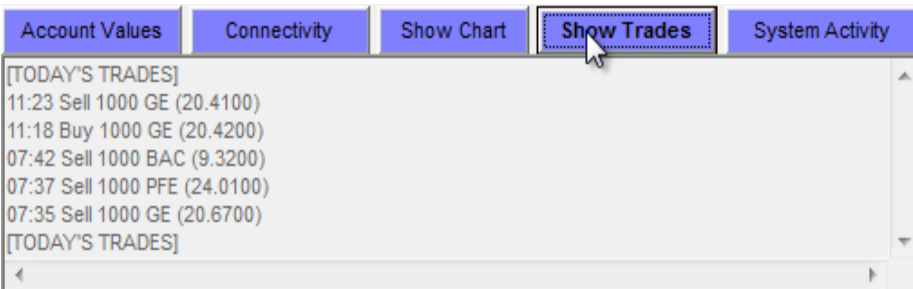 Account Values Connectivity Show Chart Show Trades System Activity
[TODAY'S TRADES]
11:23 Sell 1000 GE (20.4100)
11:18 Buy 1000 GE (20.4200)
07:42 Sell 1000 BAC (9.3200)
07:37 Sell 1000 PFE (24.0100)
07:35 Sell 1000 GE (20.6700)
[TODAY'S TRADES]